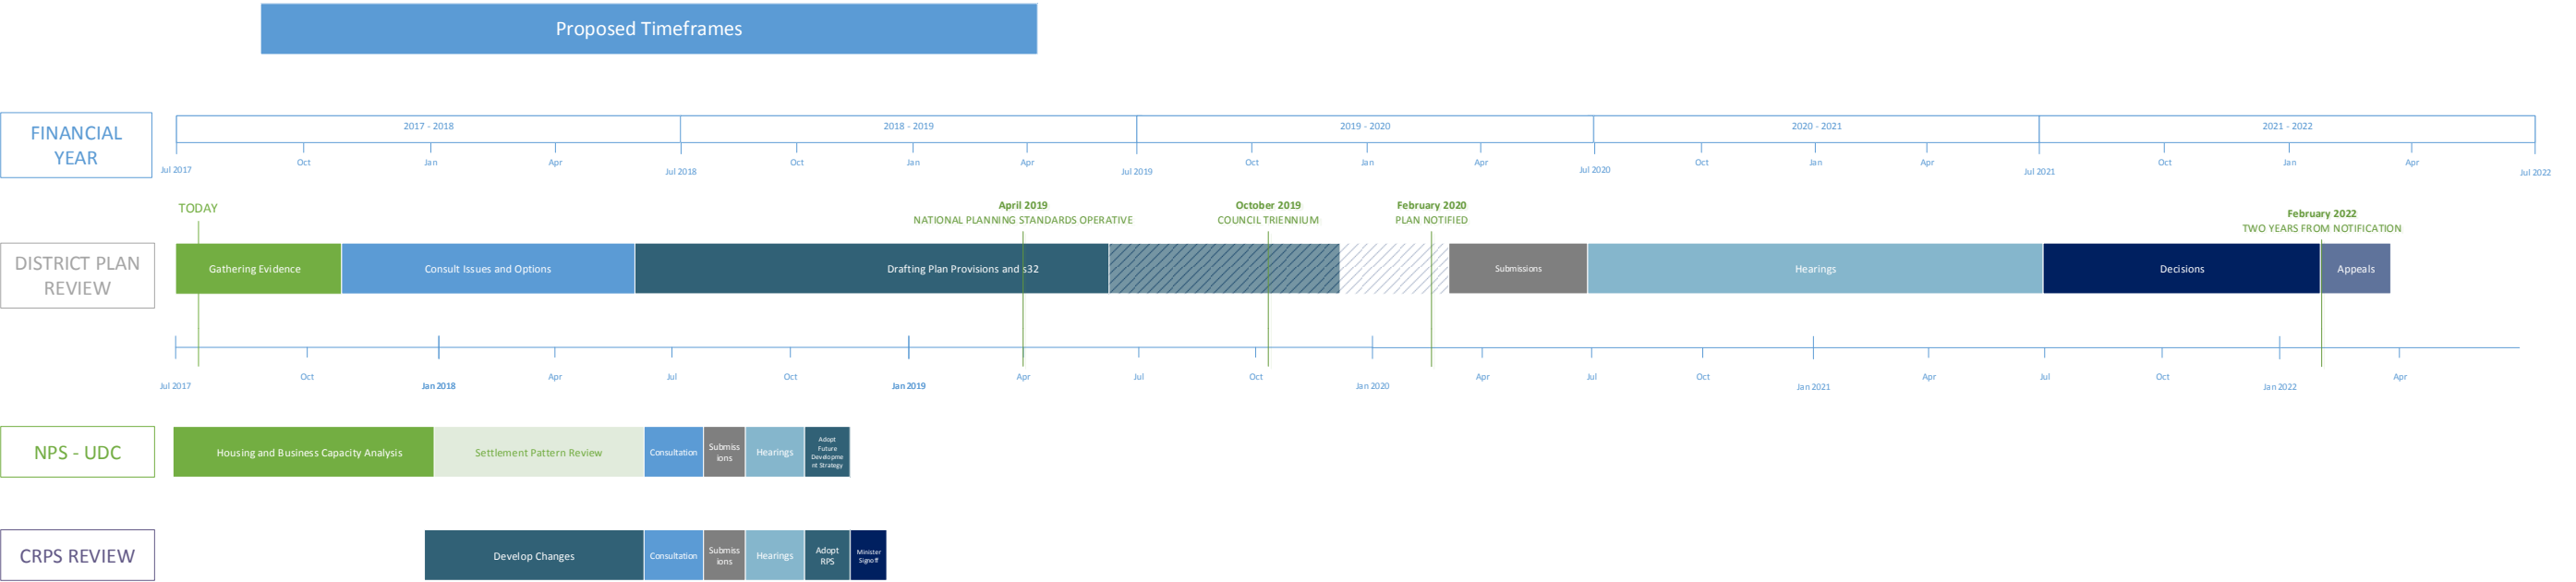 Proposed Timeframes
FINANCIAL
YEAR
2017 - 2018
2018 - 2019
2019 - 2020
2020 - 2021
2021 - 2022
Jul 2017
Oct
Jan
Apr
Jul 2018
Oct
Jan
Apr
Jul 2019
Oct
Jan
Apr
Jul 2020
Oct
Jan
Apr
Jul 2021
Oct
Jan
Apr
Jul 2022
TODAY
April 2019
NATIONAL PLANNING STANDARDS OPERATIVE
October 2019
COUNCIL TRIENNIUM
February 2020
PLAN NOTIFIED
February 2022
TWO YEARS FROM NOTIFICATION
DISTRICT PLAN
REVIEW
Gathering Evidence
Consult Issues and Options
Drafting Plan Provisions and s32
Submissions
Hearings
Decisions
Appeals
Jul 2017
Oct
Jan 2018
Apr
Jul
Oct
Jan 2019
Apr
Jul
Oct
Jan 2020
Apr
Jul
Oct
Jan 2021
Apr
Jul
Oct
Jan 2022
Apr
NPS - UDC
Housing and Business Capacity Analysis
Settlement Pattern Review
Consultation
Submiss
ions
Hearings
Adopt
Future
Developme
nt Strategy
CRPS REVIEW
Develop Changes
Consultation
Submiss
ions
Hearings
Adopt
RPS
Minister
Signoff